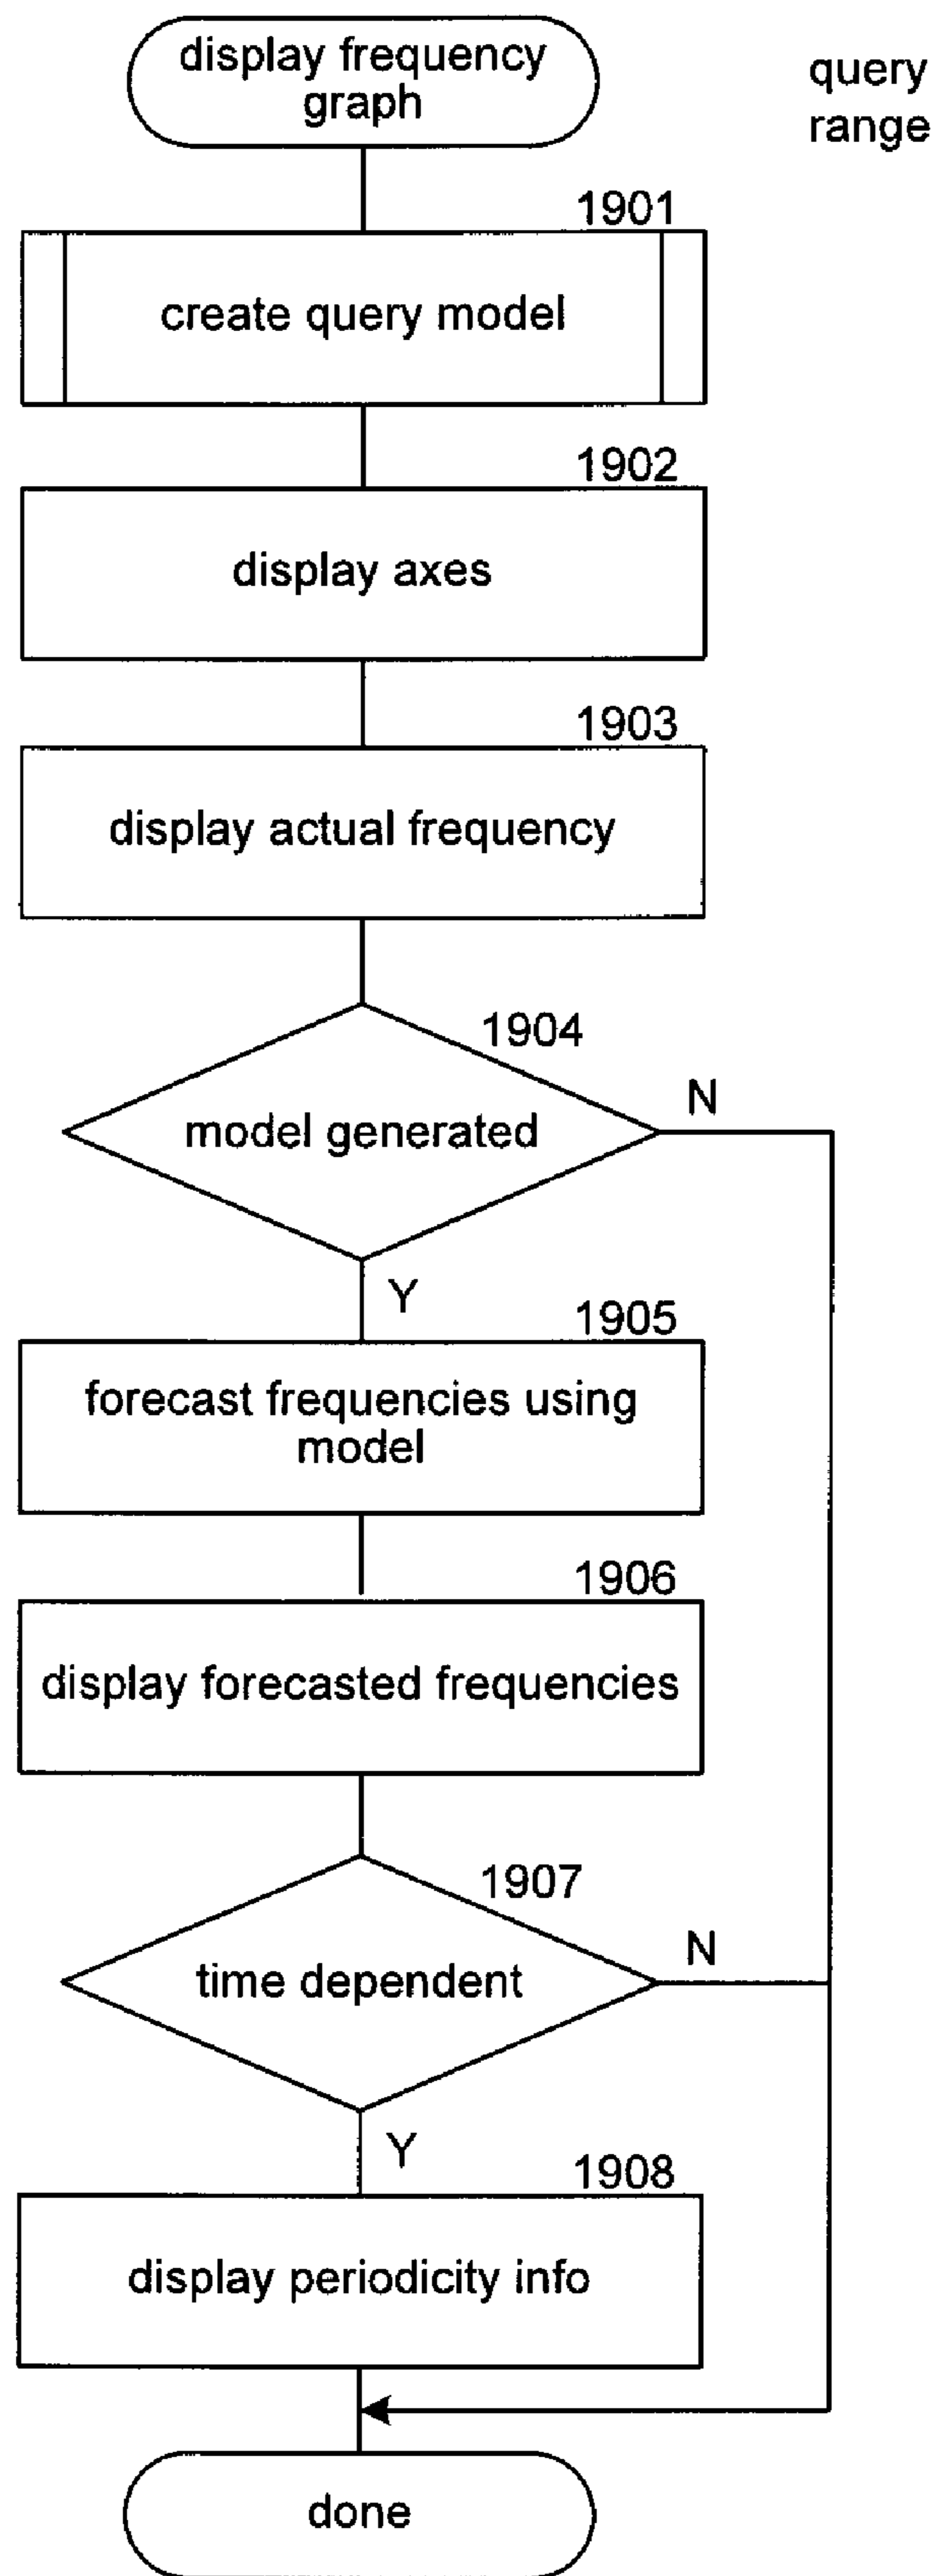 display frequency
graph
query
range
1901
create query model
1902
display axes
1903
display actual frequency
1904
model generated
N
Y
1905
forecast frequencies using
model
1906
display forecasted frequencies
1907
time dependent
N
Y
1908
display periodicity info
done